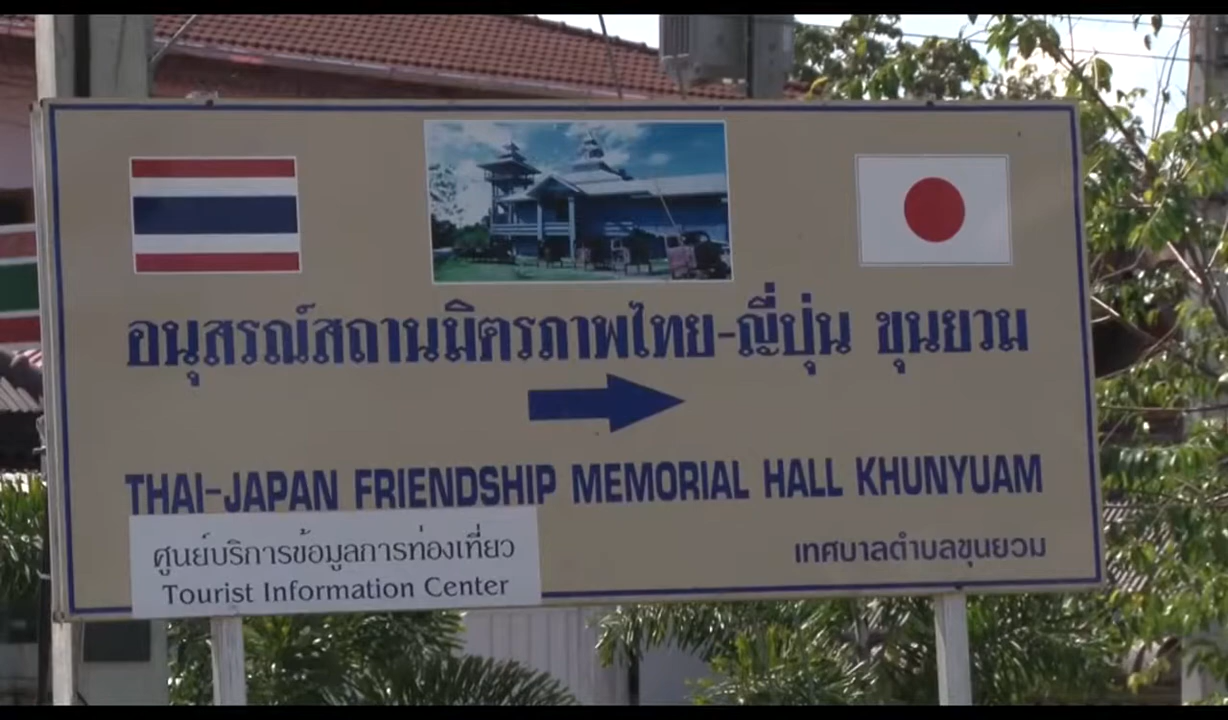 อนุสรณ์สถานมิตรภาพไทย-ญี่ปุ่น ขุนยวม
THAI-JAPAN FRIENDSHIP MEMORIAL HALL KHUNYUAM
ศูนย์บริการข้อมูลการท่องเที่ยว
Tourist Information Center
เทศบาลตำบลขุนยวม